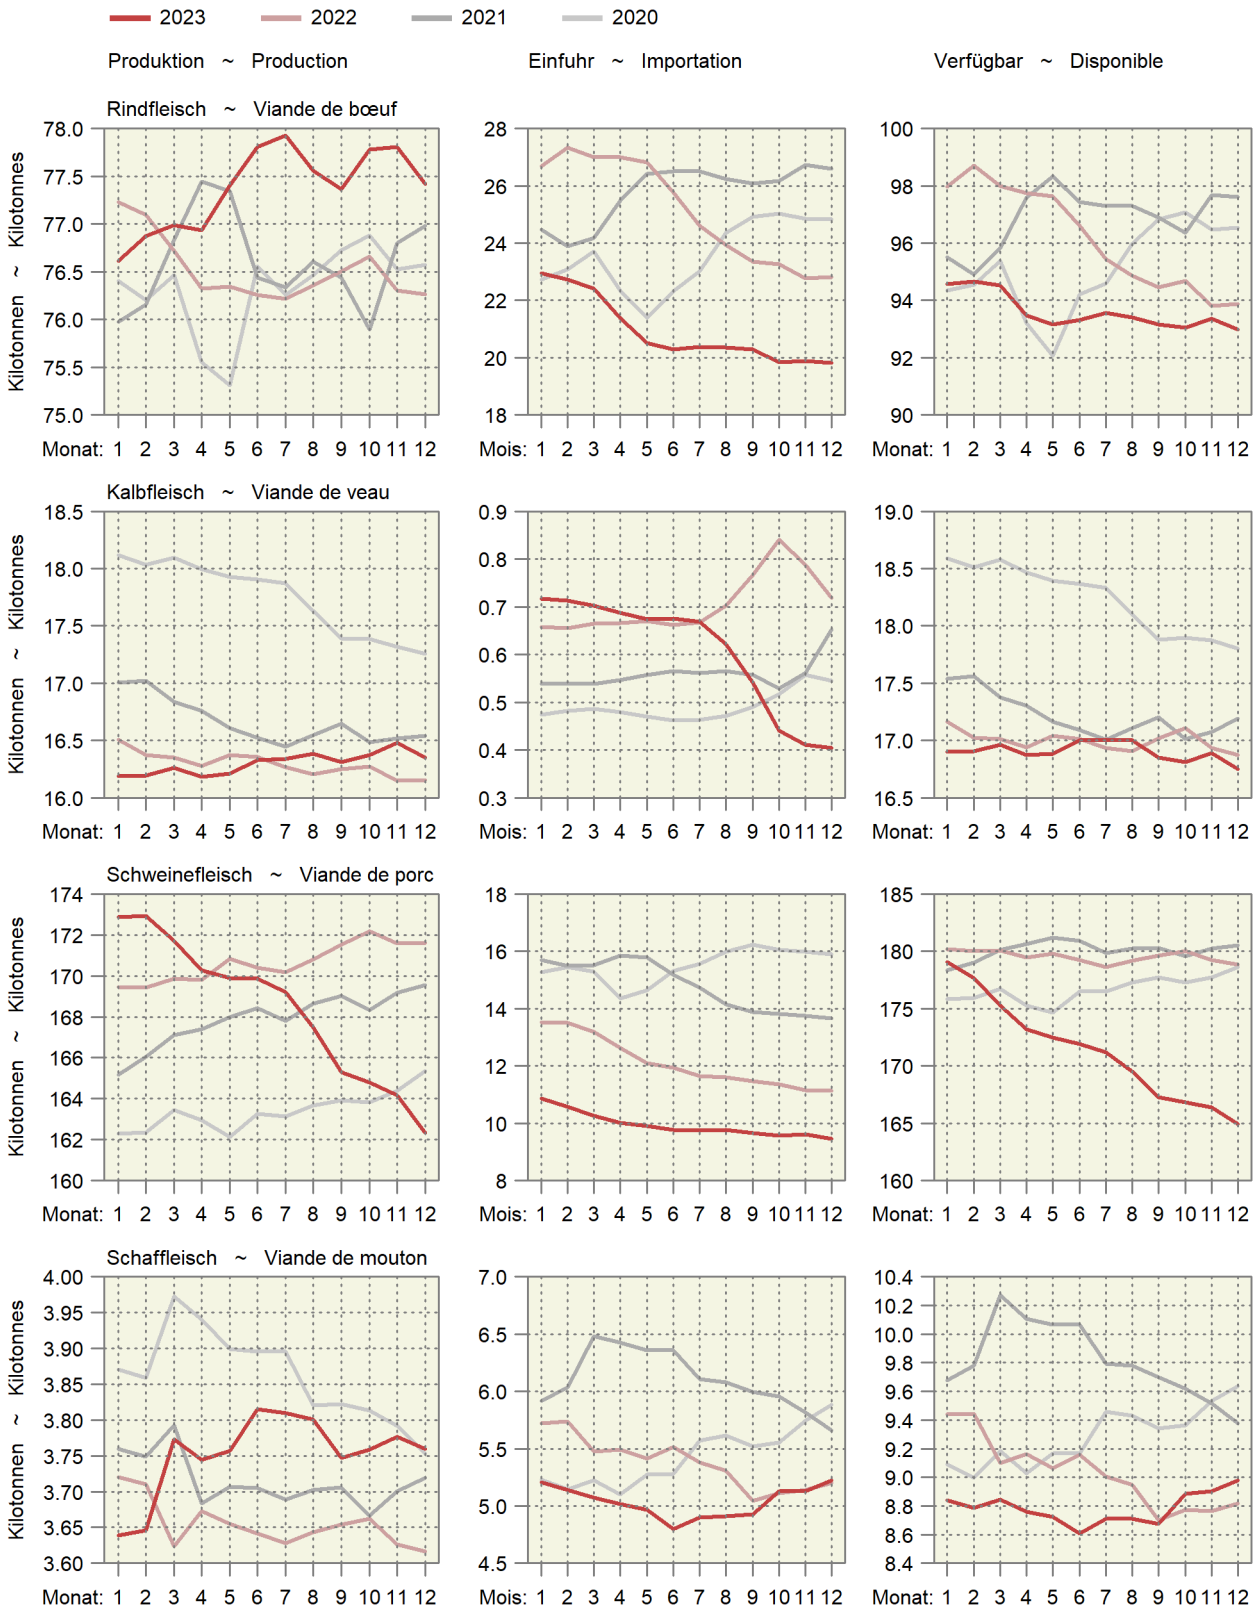 2023 2022 2021 2020
Produktion ~ Production Einfuhr ~ Importation Verfügbar ~ Disponible
Rindfleisch ~ Viande de bœuf
Kilotonnen ~ Kilotonnes
78.0 28 100
77.5 26 98
77.0 24 96
76.5 22 94
76.0 20 92
75.5 18 90
75.0
Monat: 1 2 3 4 5 6 7 8 9 10 11 12 Mois: 1 2 3 4 5 6 7 8 9 10 11 12 Monat: 1 2 3 4 5 6 7 8 9 10 11 12
Kalbfleisch ~ Viande de veau
Kilotonnen ~ Kilotonnes
18.5 0.9 19.0
18.0 0.8 18.5
17.5 0.7 18.0
17.0 0.6 17.5
16.5 0.5 17.0
16.0 0.4 16.5
0.3
Monat: 1 2 3 4 5 6 7 8 9 10 11 12 Mois: 1 2 3 4 5 6 7 8 9 10 11 12 Monat: 1 2 3 4 5 6 7 8 9 10 11 12
Schweinefleisch ~ Viande de porc
Kilotonnen ~ Kilotonnes
174 18 185
172 16 180
170 14 175
168 12 170
166 10 165
164 8 160
162
160
Monat: 1 2 3 4 5 6 7 8 9 10 11 12 Mois: 1 2 3 4 5 6 7 8 9 10 11 12 Monat: 1 2 3 4 5 6 7 8 9 10 11 12
Schaffleisch ~ Viande de mouton
Kilotonnen ~ Kilotonnes
4.00 7.0 10.4
3.95 6.5 10.2
3.90 6.0 10.0
3.85 5.5 9.8
3.80 5.0 9.6
3.75 4.5 9.4
3.70 9.2
3.65 9.0
3.60 8.8
8.6
8.4
Monat: 1 2 3 4 5 6 7 8 9 10 11 12 Mois: 1 2 3 4 5 6 7 8 9 10 11 12 Monat: 1 2 3 4 5 6 7 8 9 10 11 12